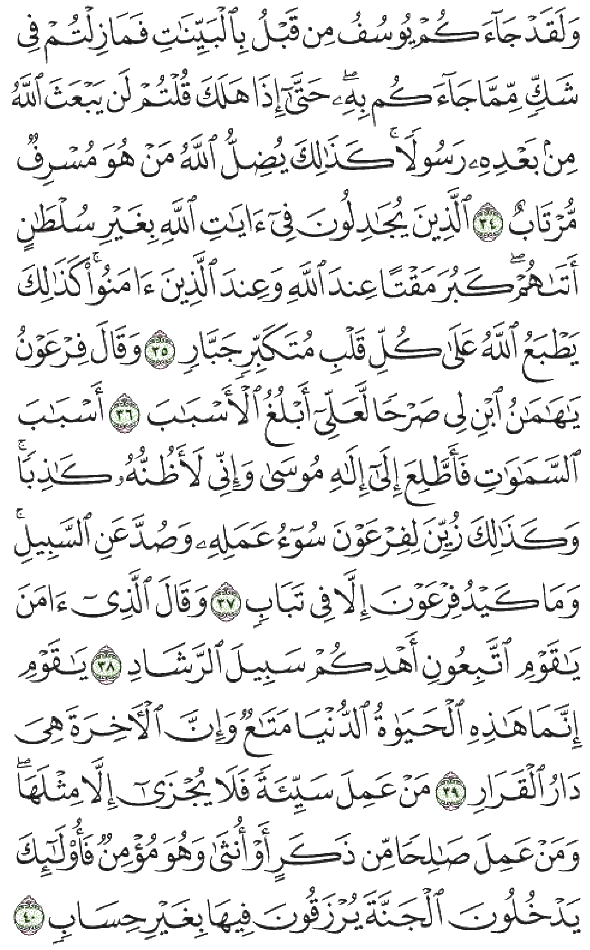 وَلَقَدْ جَآءَكُمْ يُوسُفُ مِن قَبْلُ بِٱلْبَيِّنَٰتِ فَمَا زِلْتُمْ فِى
شَكٍّ مِّمَّا جَآءَكُم بِهِۦ ۖ حَتَّىٰٓ إِذَا هَلَكَ قُلْتُمْ لَن يَبْعَثَ ٱللَّهُ
مِنۢ بَعْدِهِۦ رَسُولًا ۚ كَذَٰلِكَ يُضِلُّ ٱللَّهُ مَنْ هُوَ مُسْرِفٌ
مُّرْتَابٌ ٣٤ ٱلَّذِينَ يُجَٰدِلُونَ فِىٓ ءَايَٰتِ ٱللَّهِ بِغَيْرِ سُلْطَٰنٍ
أَتَىٰهُمْ ۖ كَبُرَ مَقْتًا عِندَ ٱللَّهِ وَعِندَ ٱلَّذِينَ ءَامَنُوا۟ ۚ كَذَٰلِكَ
يَطْبَعُ ٱللَّهُ عَلَىٰ كُلِّ قَلْبِ مُتَكَبِّرٍ جَبَّارٍ ٣٥ وَقَالَ فِرْعَوْنُ
يَٰهَٰمَٰنُ ٱبْنِ لِى صَرْحًا لَّعَلِّىٓ أَبْلُغُ ٱلْأَسْبَٰبَ ٣٦ أَسْبَٰبَ
ٱلسَّمَٰوَٰتِ فَأَطَّلِعَ إِلَىٰٓ إِلَٰهِ مُوسَىٰ وَإِنِّى لَأَظُنُّهُۥ كَٰذِبًا ۚ
وَكَذَٰلِكَ زُيِّنَ لِفِرْعَوْنَ سُوٓءُ عَمَلِهِۦ وَصُدَّ عَنِ ٱلسَّبِيلِ ۚ
وَمَا كَيْدُ فِرْعَوْنَ إِلَّا فِى تَبَابٍ ٣٧ وَقَالَ ٱلَّذِىٓ ءَامَنَ
يَٰقَوْمِ ٱتَّبِعُونِ أَهْدِكُمْ سَبِيلَ ٱلرَّشَادِ ٣٨ يَٰقَوْمِ
إِنَّمَا هَٰذِهِ ٱلْحَيَوٰةُ ٱلدُّنْيَا مَتَٰعٌ وَإِنَّ ٱلْءَاخِرَةَ هِىَ
دَارُ ٱلْقَرَارِ ٣٩ مَنْ عَمِلَ سَيِّئَةً فَلَا يُجْزَىٰٓ إِلَّا مِثْلَهَا ۖ
وَمَنْ عَمِلَ صَٰلِحًا مِّن ذَكَرٍ أَوْ أُنثَىٰ وَهُوَ مُؤْمِنٌ فَأُو۟لَٰٓئِكَ
يَدْخُلُونَ ٱلْجَنَّةَ يُرْزَقُونَ فِيهَا بِغَيْرِ حِسَابٍ ٤٠